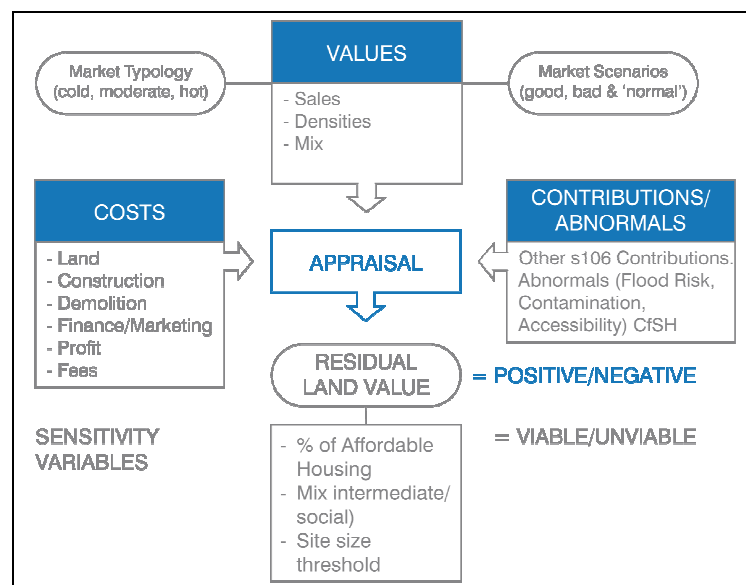 VALUES
Market Typology
(cold, moderate, hot)
Market Scenarios
(good, bad & ‘normal’)
- Sales
- Densities
- Mix
COSTS
- Land
- Construction
- Demolition
- Finance/Marketing
- Profit
- Fees
APPRAISAL
CONTRIBUTIONS/
ABNORMALS
Other s106 Contributions.
Abnormals (Flood Risk,
Contamination,
Accessibility) CfSH
RESIDUAL
LAND VALUE
= POSITIVE/NEGATIVE
SENSITIVITY
VARIABLES
- % of Affordable
Housing
- Mix intermediate/
social)
- Site size
threshold
= VIABLE/UNVIABLE